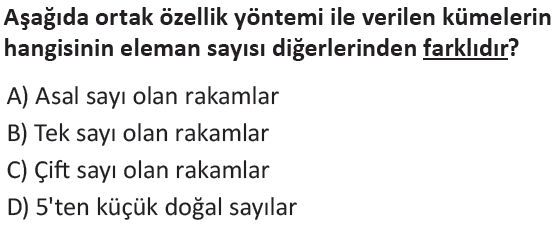 Aşağıda ortak özellik yöntemi ile verilen kümelerin
hangisinin eleman sayısı diğerlerinden farklıdır?
A) Asal sayı olan rakamlar
B) Tek sayı olan rakamlar
C) Çift sayı olan rakamlar
D) 5'ten küçük doğal sayılar